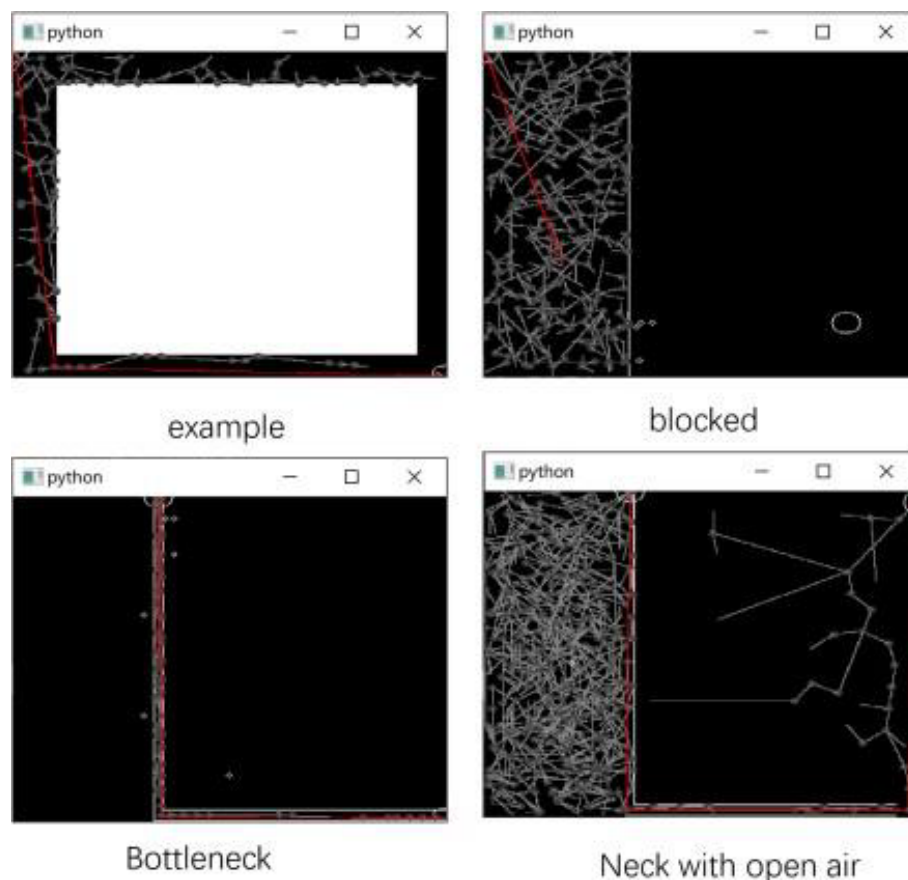 python
python
example
blocked
python
python
Bottleneck
Neck with open air